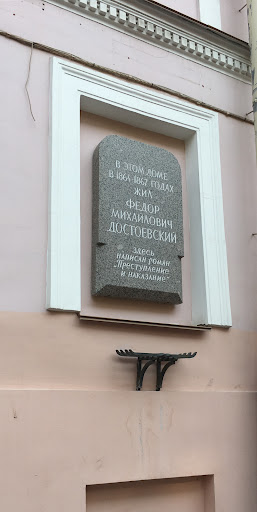 В ЭТОМ ДОМЕ
В 1864-1867 ГОДАХ
ЖИЛ
ФЕДОР
МИХАЙЛОВИЧ
ДОСТОЕВСКИЙ
ЗДЕСЬ
НАПИСАН РОМАН
"ПРЕСТУПЛЕНИЕ
И НАКАЗАНИЕ"